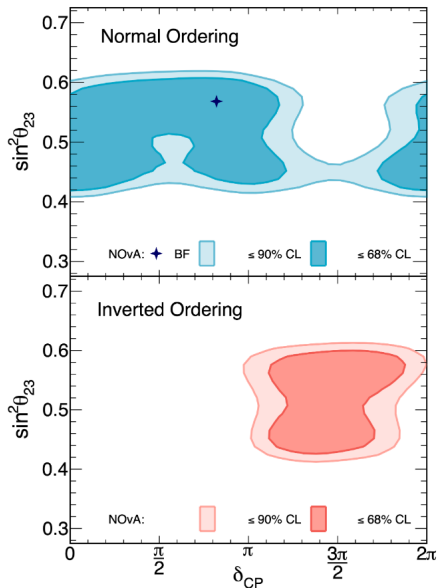 Normal Ordering
sin²θ₂₃
0.7
0.6
0.5
0.4
0.3
NOvA: BF ≤ 90% CL ≤ 68% CL
Inverted Ordering
sin²θ₂₃
0.6
0.5
0.4
0.3
NOvA: ≤ 90% CL ≤ 68% CL
0 π/2 π 3π/2 2π
δCP